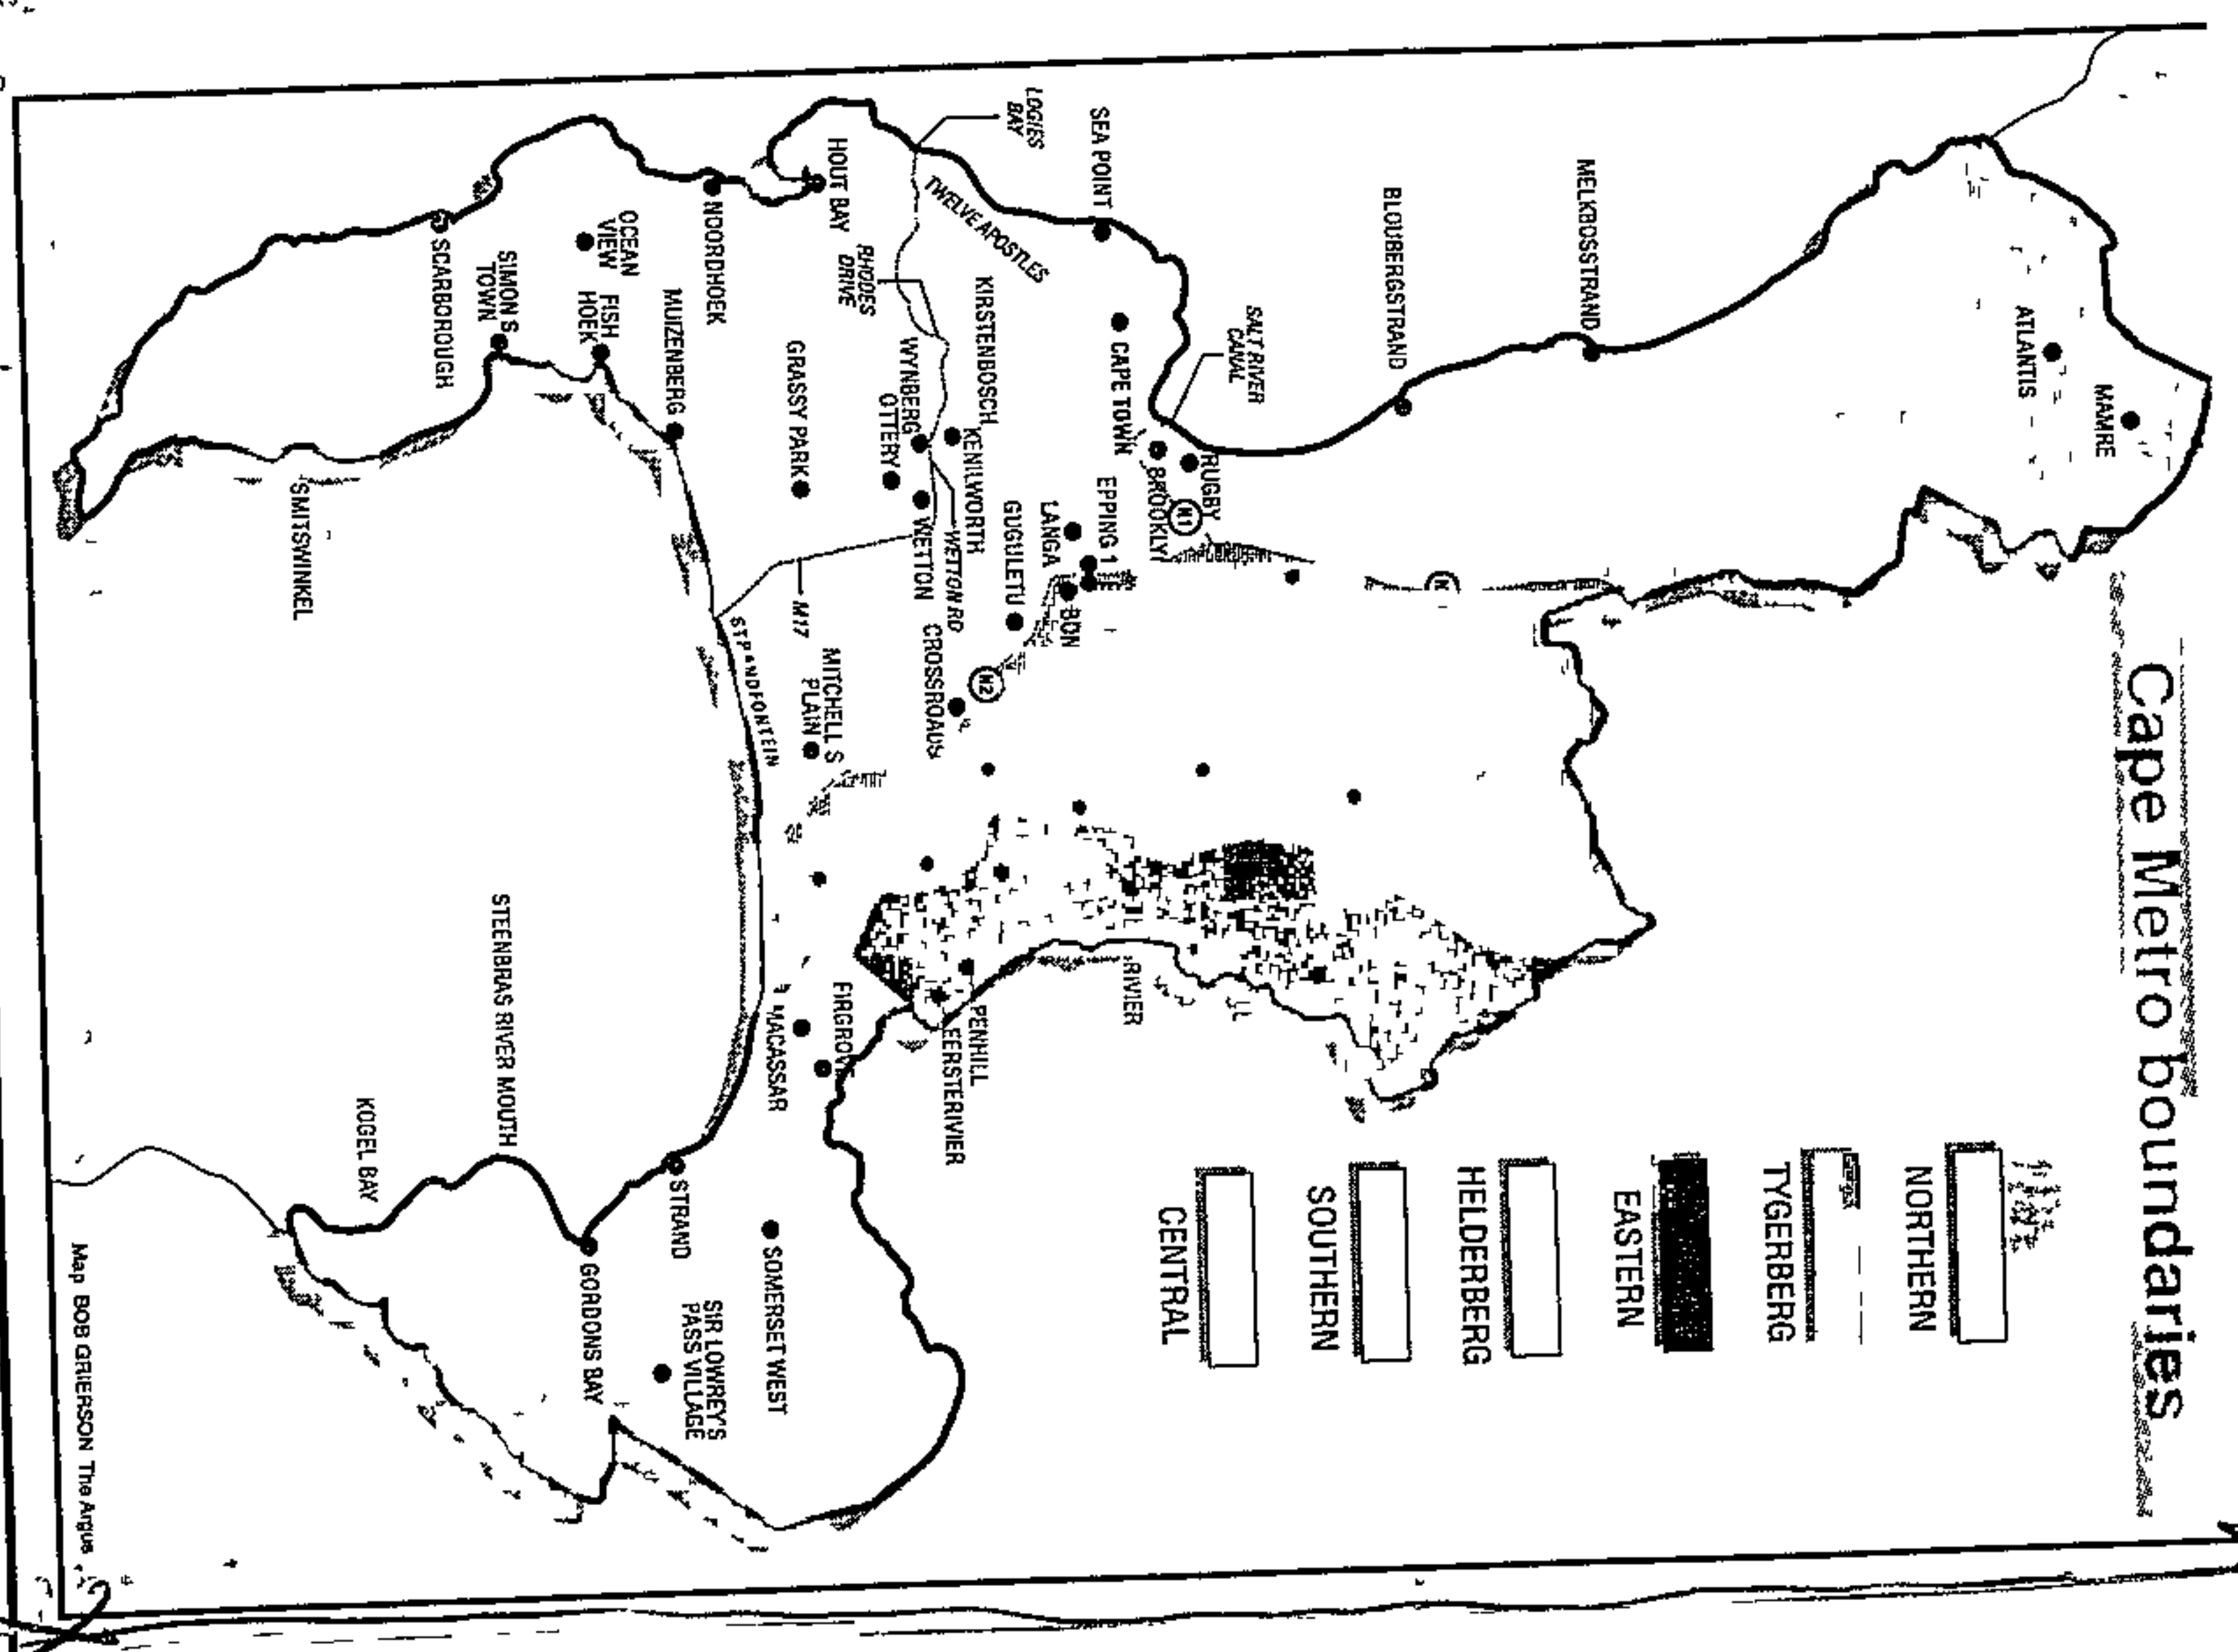 Cape Metro boundaries
NORTHERN
TYGERBERG
EASTERN
HELDERBERG
SOUTHERN
CENTRAL
MAMRE
ATLANTIS
MELKBOSSTRAND
BLOUBERGSTRAND
SALT RIVER
CANAL
RUGBY
N1
BROOKLY
SEA POINT
CAPE TOWN
EPPING 1
LANGA
BON
GUGULETU
N2
CROSSROADS
LOGIES
BAY
TWELVE APOSTLES
KIRSTENBOSCH
KENILWORTH
WETTON RD
WYNBERG
OTTERY
WETTON
RHODES
DRIVE
HOUT BAY
GRASSY PARK
M17
MITCHELL S
PLAIN
STRANDFONTEIN
NOORDHOEK
MUIZENBERG
OCEAN
VIEW
FISH
HOEK
SIMON S
TOWN
SCARBOROUGH
SMITSWINKEL
RIVIER
PENHILL
EERSTERIVIER
FIRGROVE
MACASSAR
STRAND
SOMERSET WEST
SIR LOWREY'S
PASS VILLAGE
GORDONS BAY
STEENBRAS RIVER MOUTH
KOGEL BAY
Map BOB GRIERSON The Argus